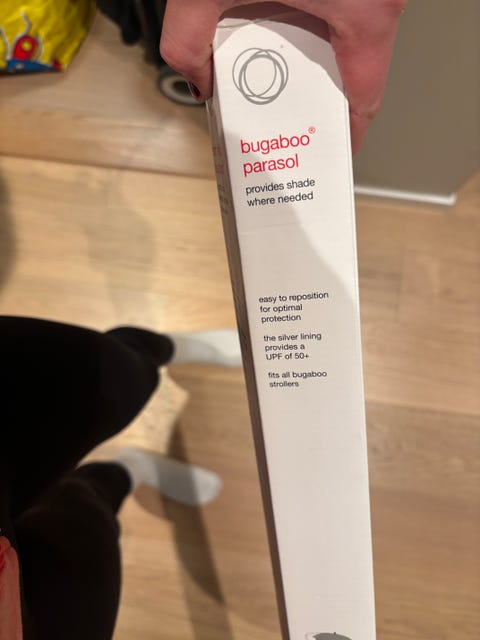 bugaboo®
parasol
provides shade
where needed
easy to reposition
for optimal
protection
the silver lining
provides a
UPF of 50+
fits all bugaboo
strollers